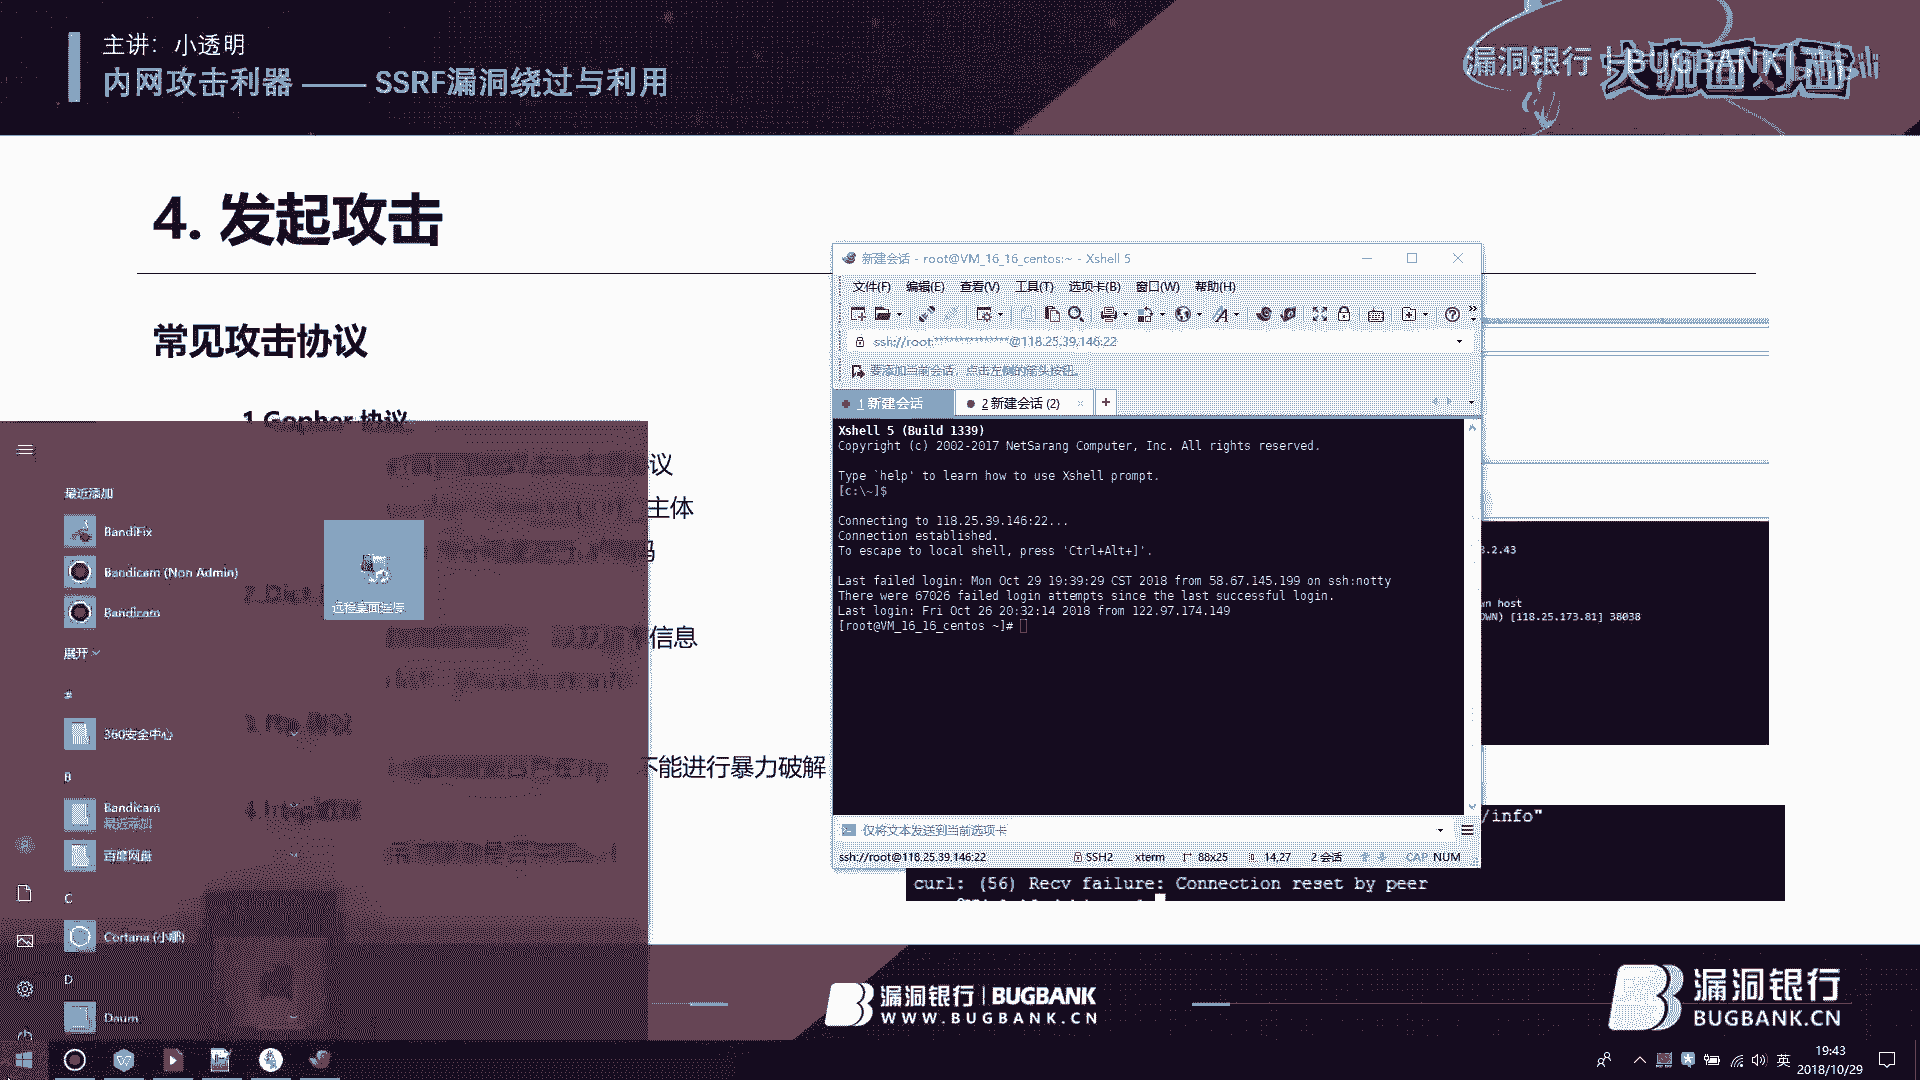 主讲：小透明
内网攻击利器 —— SSRF漏洞绕过与利用
漏洞银行 | BUGBANK
大咖面对面
4. 发起攻击
常见攻击协议
1.Gopher 协议
议
主体
码
信息
不能进行暴力破解
最近添加
BandiFix
Bandicam (Non Admin)
Bandicam
展开
#
360安全中心
B
Bandicam
最近添加
百度网盘
C
Cortana (小娜)
D
Daum
远程桌面连接
新建会话 - root@VM_16_16_centos:~ - Xshell 5
文件(F) 编辑(E) 查看(V) 工具(T) 选项卡(B) 窗口(W) 帮助(H)
ssh://root:***************@118.25.39.146:22
要添加当前会话，点击左侧的箭头按钮。
1 新建会话
2 新建会话 (2)
Xshell 5 (Build 1339)
Copyright (c) 2002-2017 NetSarang Computer, Inc. All rights reserved.
Type `help' to learn how to use Xshell prompt.
[c:\~]$
Connecting to 118.25.39.146:22...
Connection established.
To escape to local shell, press 'Ctrl+Alt+]'.
Last failed login: Mon Oct 29 19:39:29 CST 2018 from 58.67.145.199 on ssh:notty
There were 67026 failed login attempts since the last successful login.
Last login: Fri Oct 26 20:32:14 2018 from 122.97.174.149
[root@VM_16_16_centos ~]#
仅将文本发送到当前选项卡
ssh://root@118.25.39.146:22 SSH2 xterm 88x25 14,27 2 会话 CAP NUM
3.2.43
wn host
OWN) [118.25.173.81] 38038
/info"
curl: (56) Recv failure: Connection reset by peer
漏洞银行 | BUGBANK
WWW.BUGBANK.CN
漏洞银行
BUGBANK.CN
英
19:43
2018/10/29